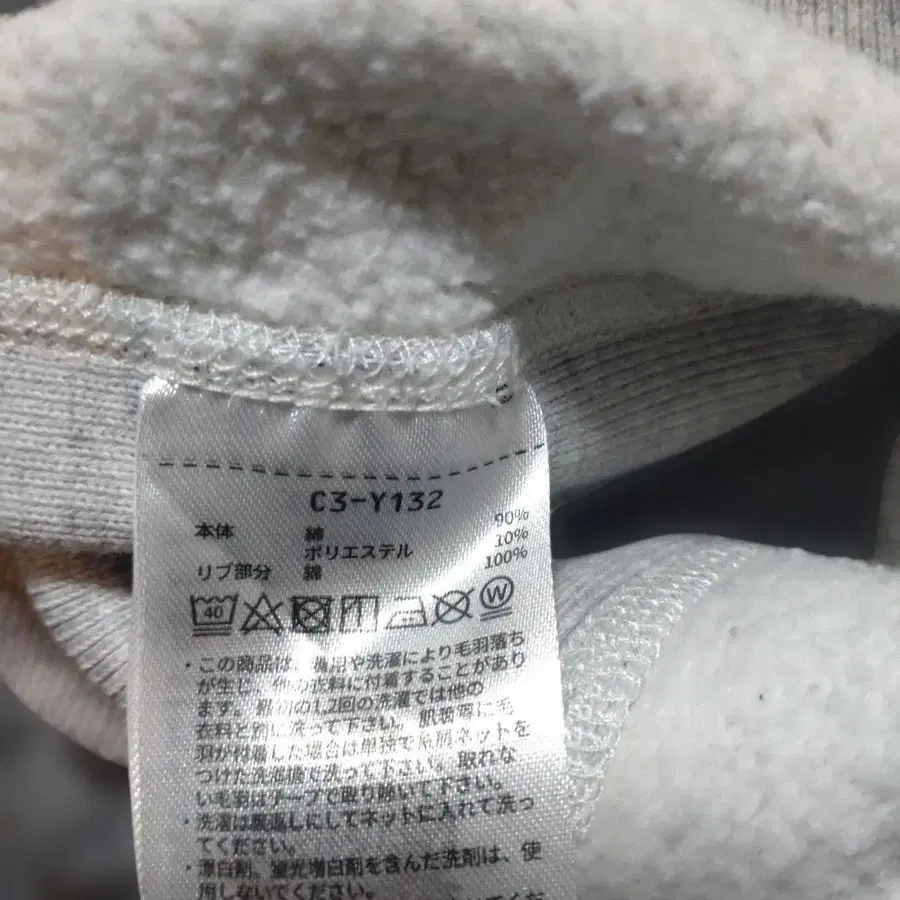 C3-Y132
本体 綿 90%
ポリエステル 10%
リブ部分 綿 100%
40 W
・この商品は、着用や洗濯により毛羽落ち
が生じ、他の衣料に付着することがあり
ます。最初の1,2回の洗濯では他の
衣料と別に洗って下さい。肌着等に毛
羽が付着した場合は単独で糸屑ネットを
つけた洗濯機で洗って下さい。取れな
い毛羽はテープで取り除いて下さい。
・洗濯は裏返しにしてネットに入れて洗っ
てください。
・漂白剤、蛍光増白剤を含んだ洗剤は、使
用しないでください。